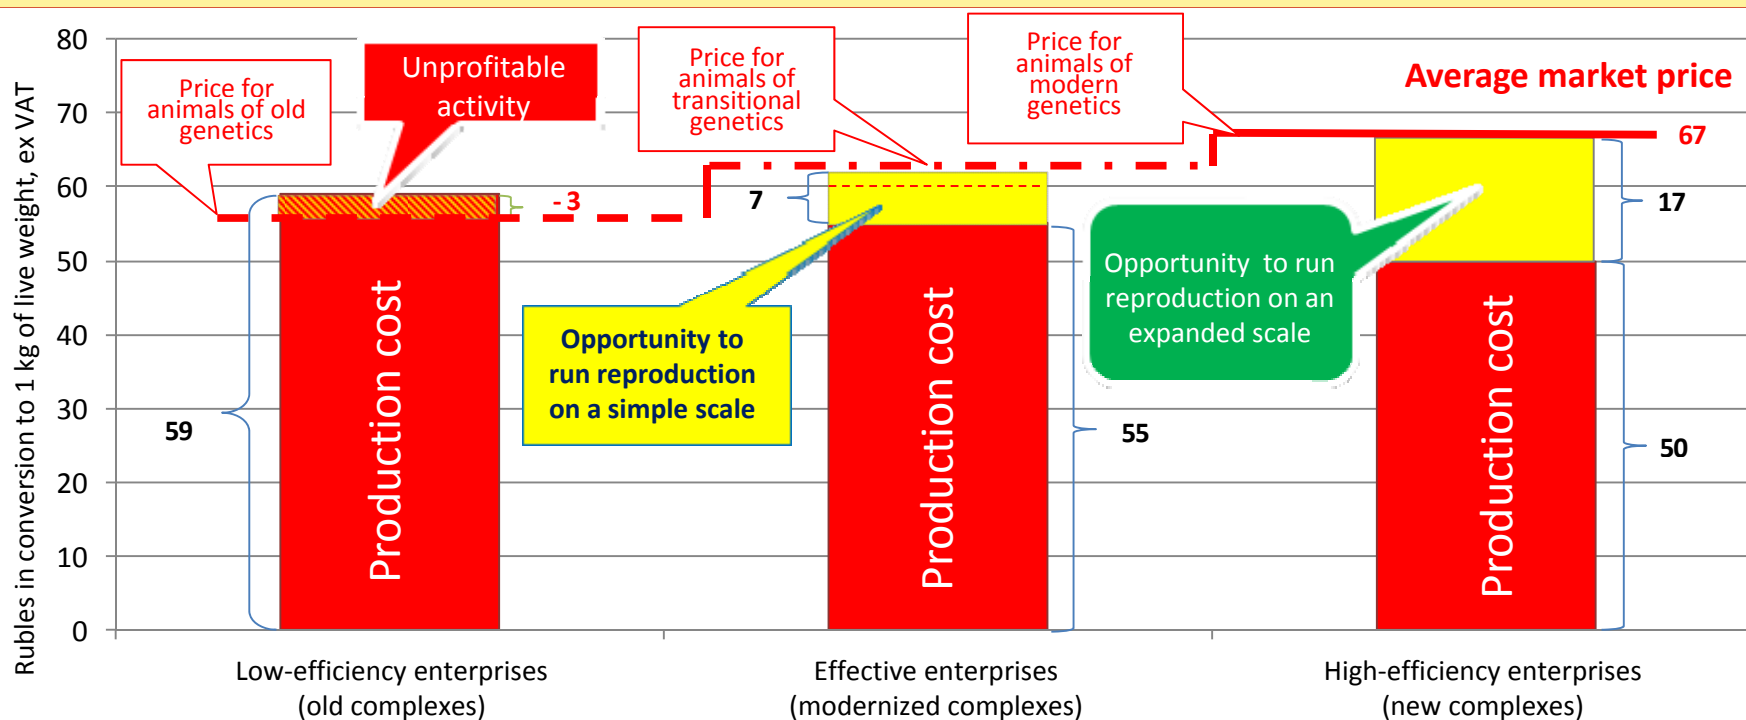 Rubles in conversion to 1 kg of live weight, ex VAT
80
70
60
50
40
30
20
10
0
Price for
animals of old
genetics
Unprofitable
activity
Price for
animals of
transitional
genetics
Price for
animals of
modern
genetics
Average market price
67
- 3
7
17
Opportunity to
run reproduction
on a simple scale
Opportunity to run
reproduction on an
expanded scale
59
55
50
Production cost
Production cost
Production cost
Low-efficiency enterprises
(old complexes)
Effective enterprises
(modernized complexes)
High-efficiency enterprises
(new complexes)